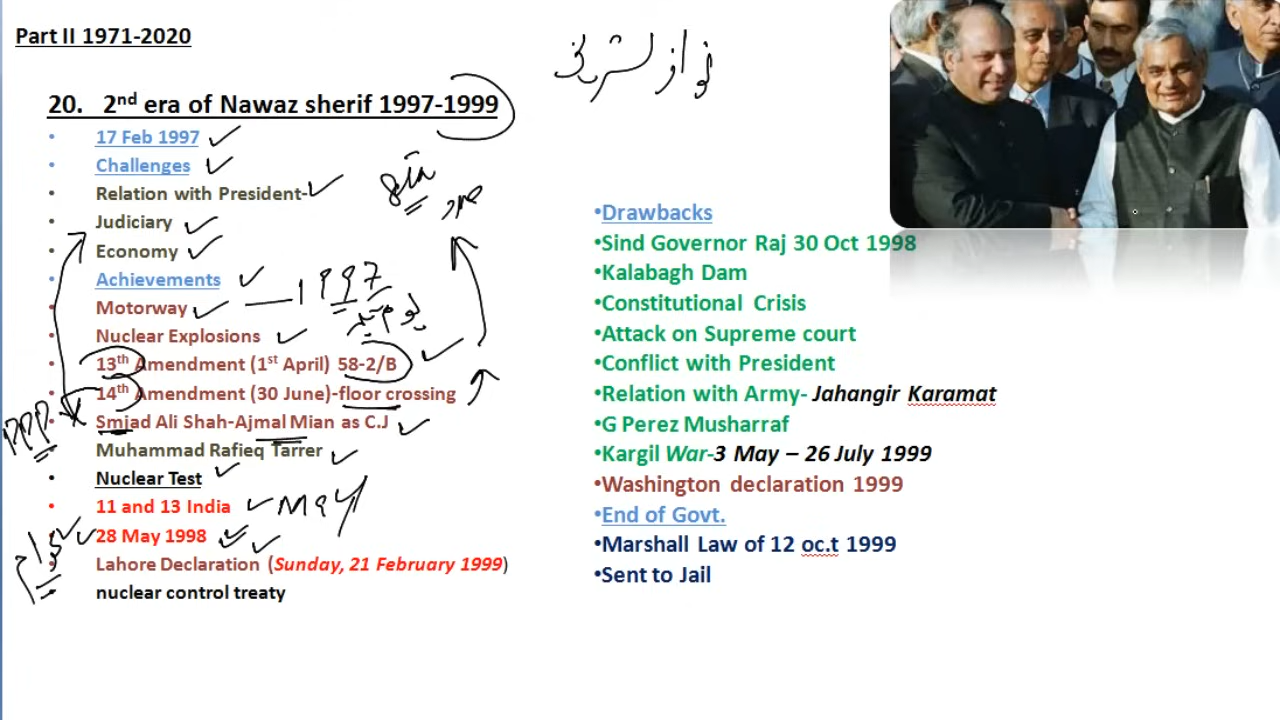 Part II 1971-2020
نواز شریف
20. 2nd era of Nawaz sherif 1997-1999
• 17 Feb 1997
• Challenges
• Relation with President-
8th
• Judiciary
• Economy
• Achievements
1997
• Motorway
• Nuclear Explosions
• 13th Amendment (1st April) 58-2/B
• 14th Amendment (30 June)-floor crossing
PPP
• Smjad Ali Shah-Ajmal Mian as C.J
Muhammad Rafieq Tarrer
• Nuclear Test
• 11 and 13 India
May
• 28 May 1998
• Lahore Declaration (Sunday, 21 February 1999)
• nuclear control treaty
•Drawbacks
•Sind Governor Raj 30 Oct 1998
•Kalabagh Dam
•Constitutional Crisis
•Attack on Supreme court
•Conflict with President
•Relation with Army- Jahangir Karamat
•G Perez Musharraf
•Kargil War-3 May – 26 July 1999
•Washington declaration 1999
•End of Govt.
•Marshall Law of 12 oc.t 1999
•Sent to Jail